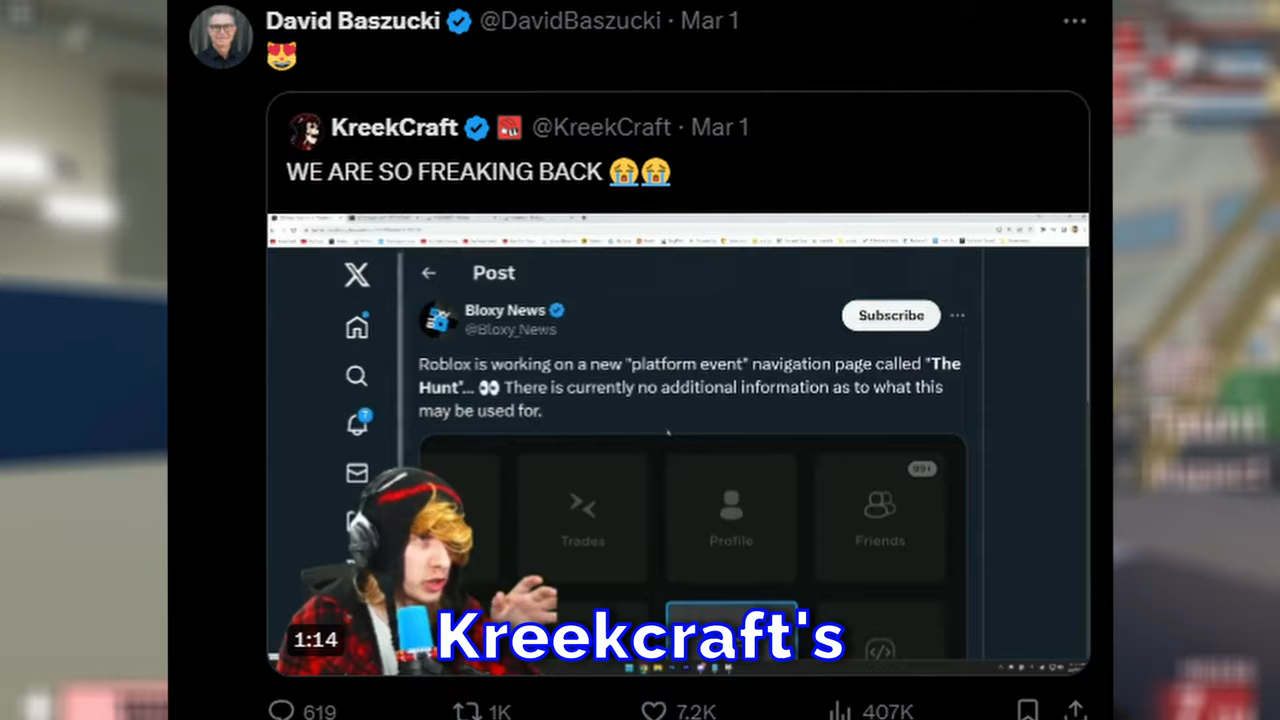 David Baszucki @DavidBaszucki · Mar 1
😻
KreekCraft @KreekCraft · Mar 1
WE ARE SO FREAKING BACK 😭😭
Post
Bloxy News
@Bloxy_News
Subscribe
Roblox is working on a new "platform event" navigation page called "The
Hunt"... 👀 There is currently no additional information as to what this
may be used for.
99+
Trades
Profile
Friends
1:14
Kreekcraft's
619
1K
7.2K
407K